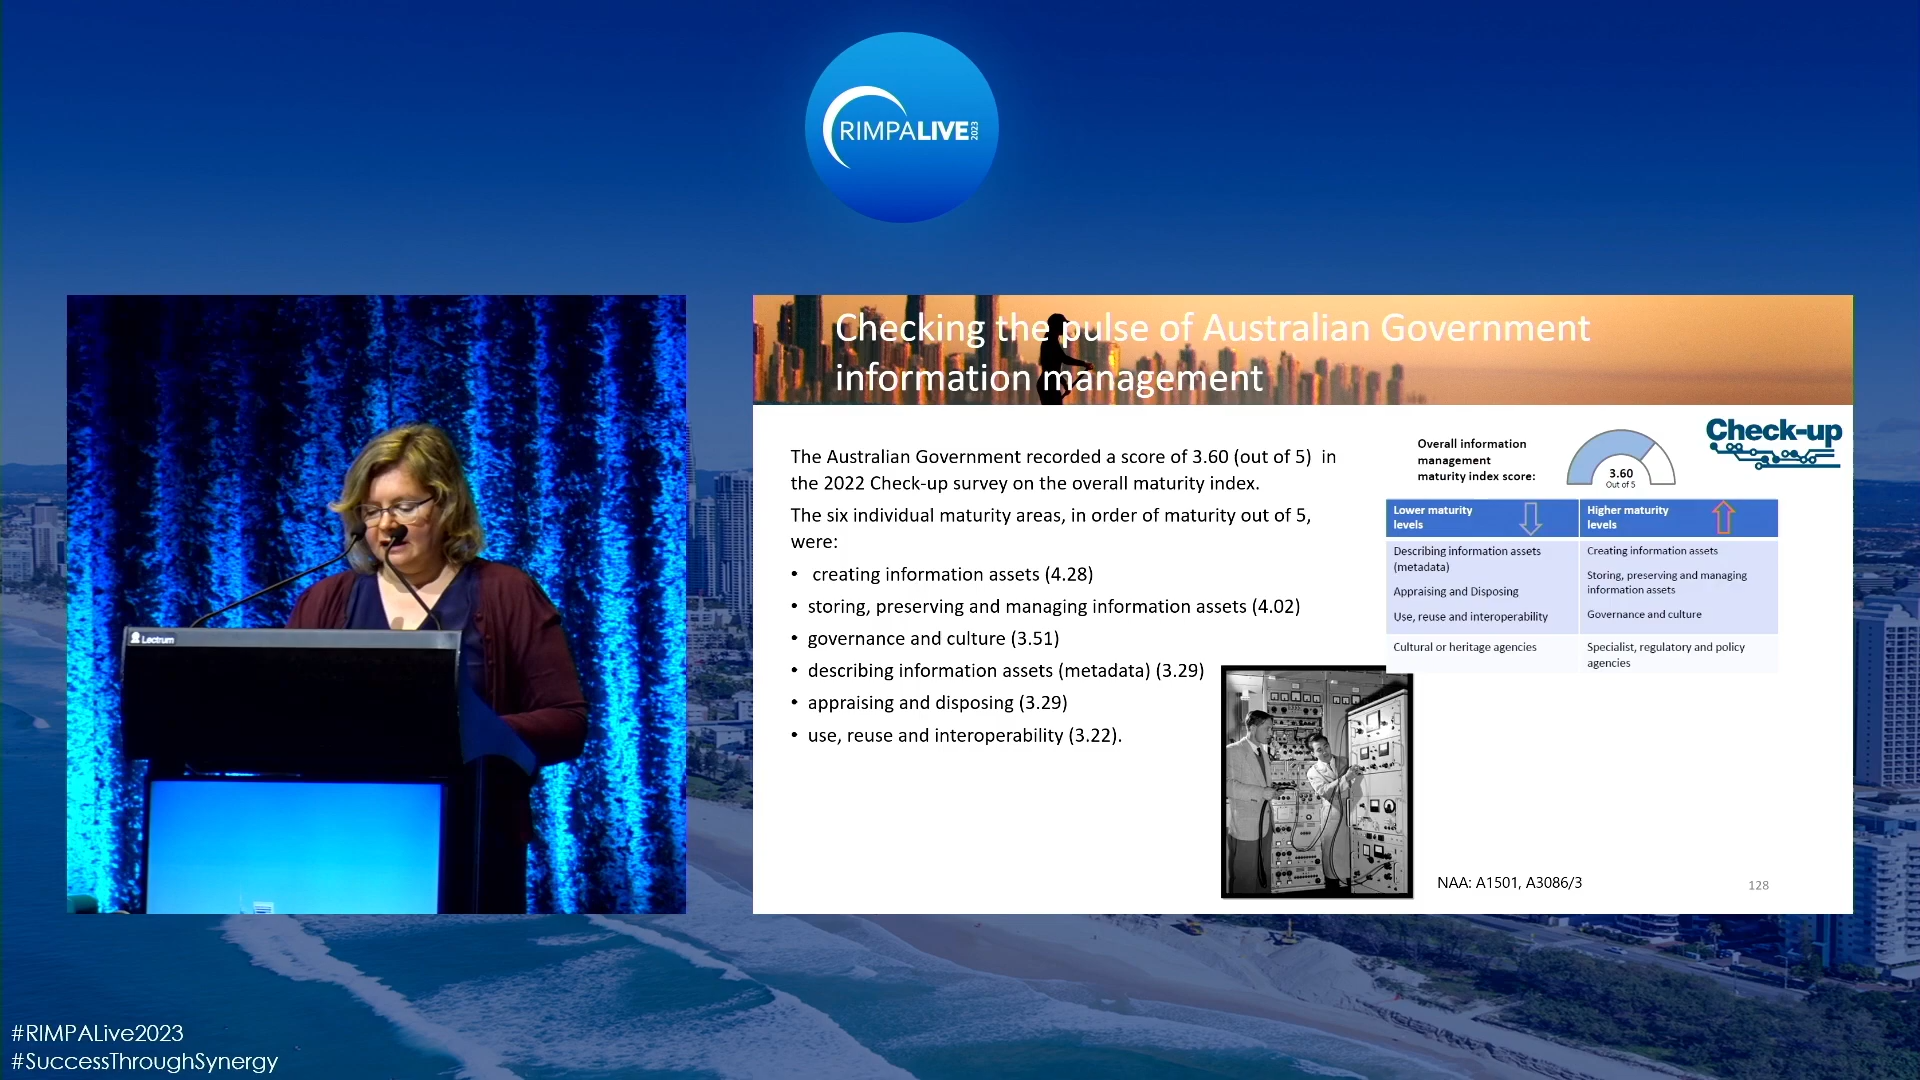 RIMPALIVE 2023
Checking the pulse of Australian Government
information management
The Australian Government recorded a score of 3.60 (out of 5) in
the 2022 Check-up survey on the overall maturity index.
The six individual maturity areas, in order of maturity out of 5,
were:
• creating information assets (4.28)
• storing, preserving and managing information assets (4.02)
• governance and culture (3.51)
• describing information assets (metadata) (3.29)
• appraising and disposing (3.29)
• use, reuse and interoperability (3.22).
Overall information
management
maturity index score:
3.60
Out of 5
Check-up
Lower maturity
levels
Higher maturity
levels
Describing information assets
(metadata)
Appraising and Disposing
Use, reuse and interoperability
Creating information assets
Storing, preserving and managing
information assets
Governance and culture
Cultural or heritage agencies
Specialist, regulatory and policy
agencies
NAA: A1501, A3086/3
128
Lectrum
#RIMPALive2023
#SuccessThroughSynergy